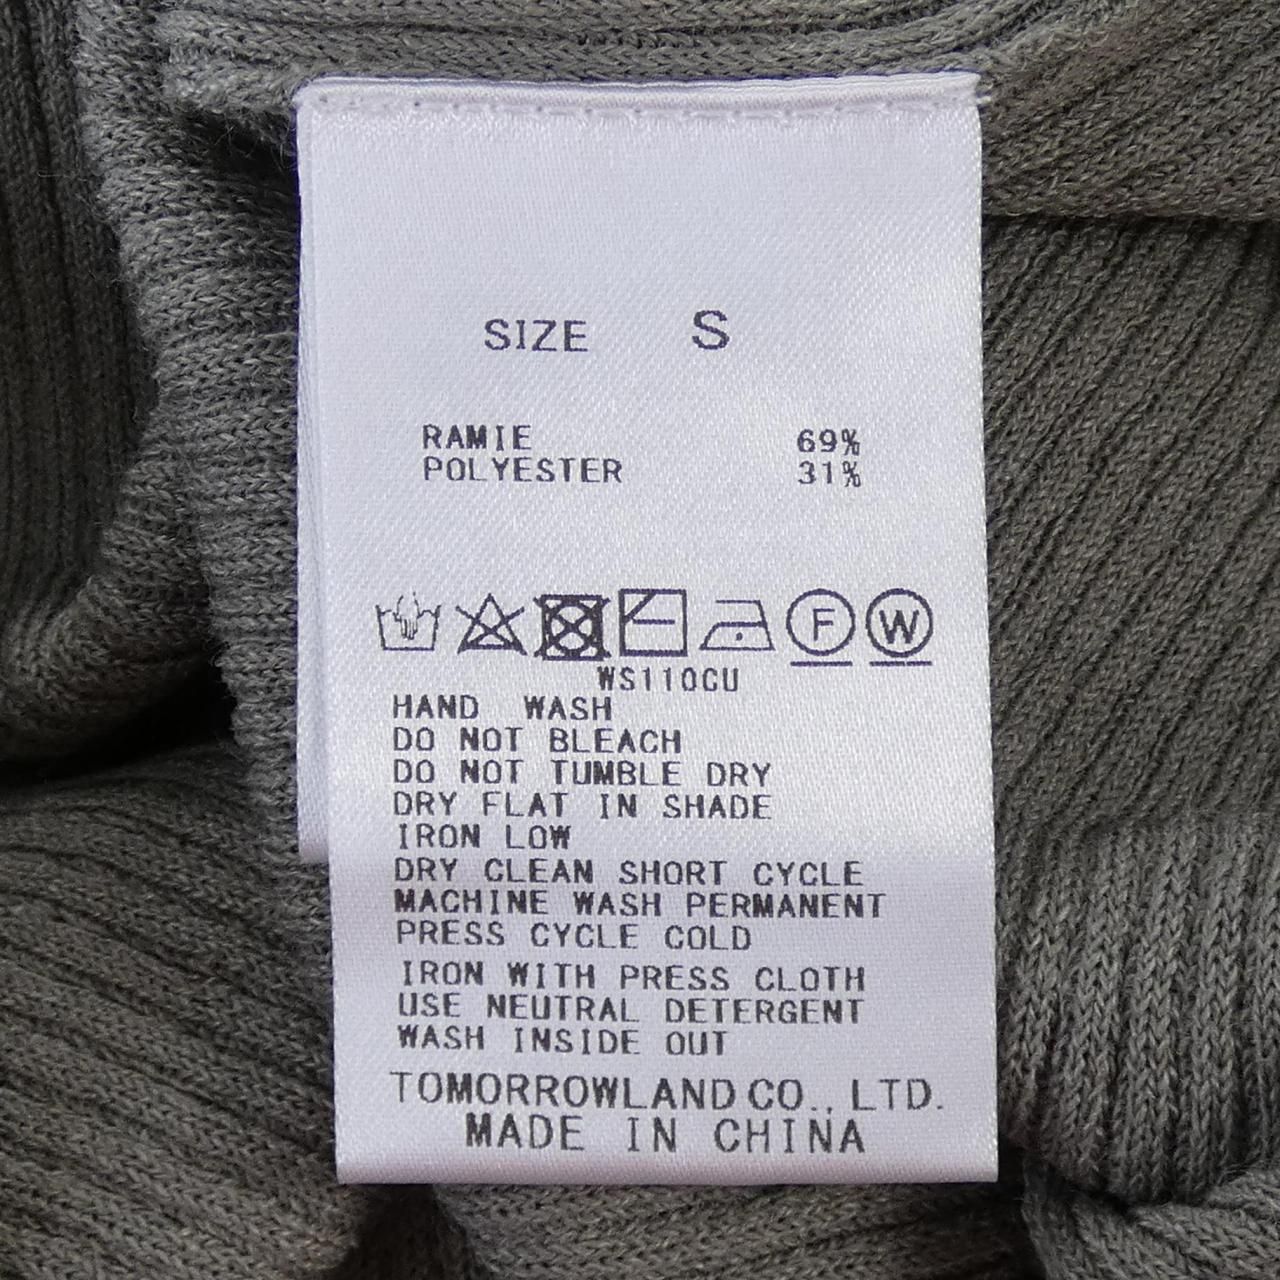 SIZE S
RAMIE 69%
POLYESTER 31%
F W
WS110CU
HAND WASH
DO NOT BLEACH
DO NOT TUMBLE DRY
DRY FLAT IN SHADE
IRON LOW
DRY CLEAN SHORT CYCLE
MACHINE WASH PERMANENT
PRESS CYCLE COLD
IRON WITH PRESS CLOTH
USE NEUTRAL DETERGENT
WASH INSIDE OUT
TOMORROWLAND CO., LTD.
MADE IN CHINA